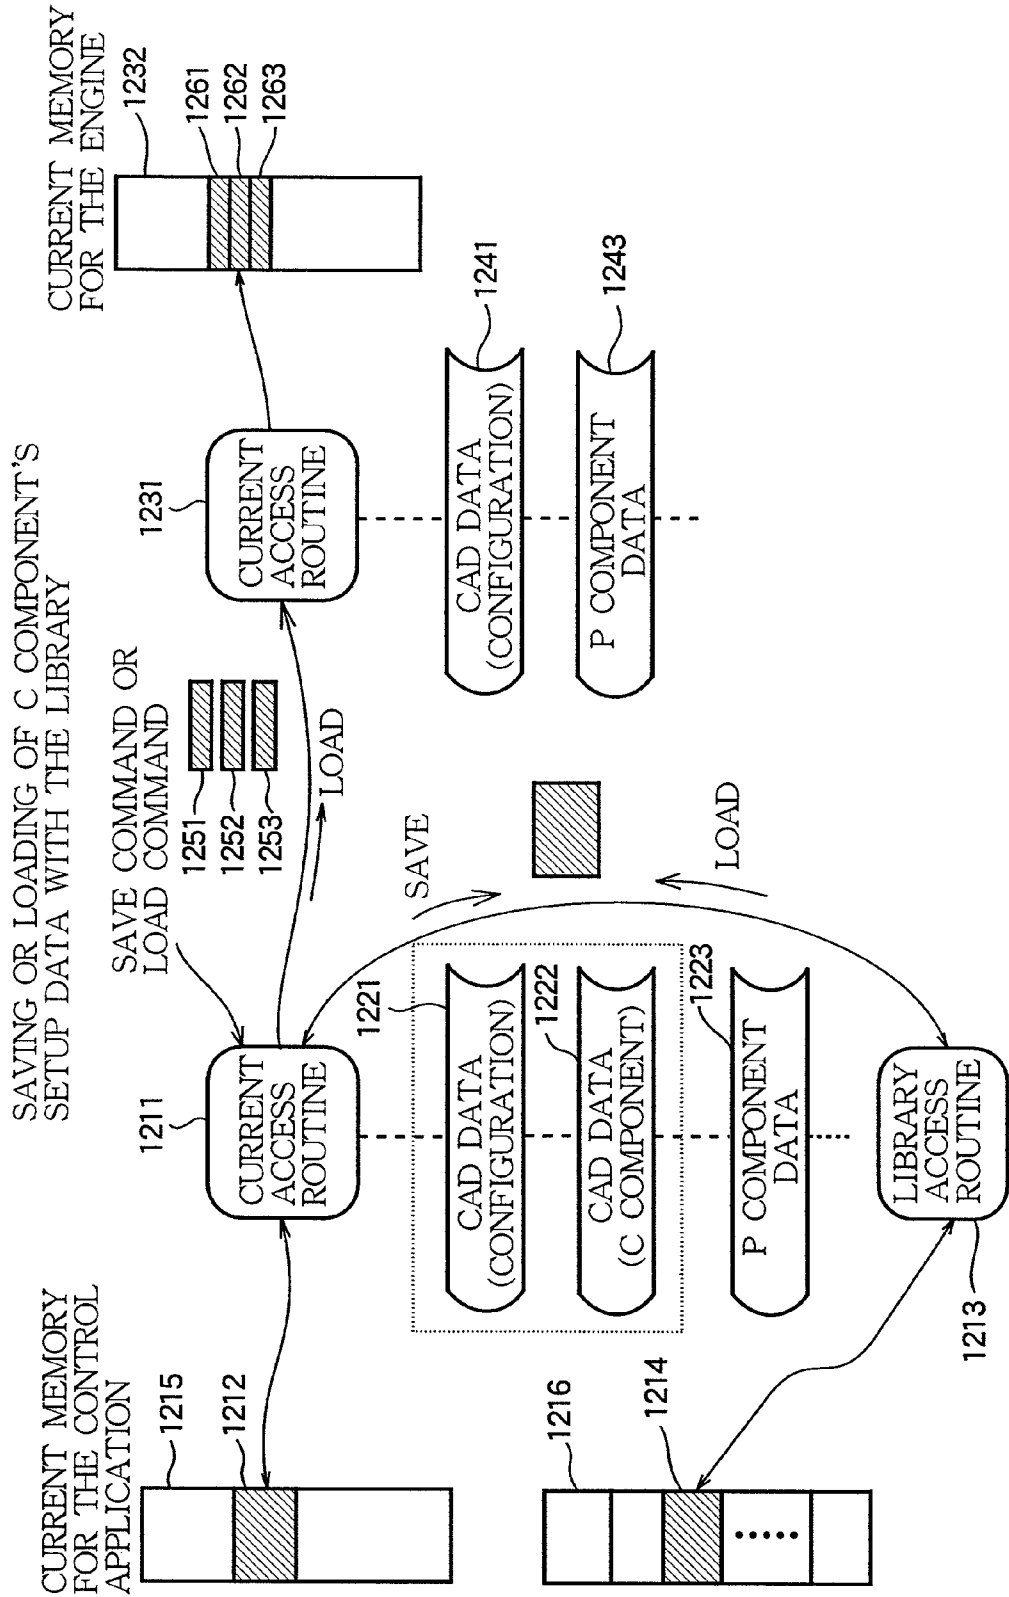 SAVING OR LOADING OF C COMPONENT'S
SETUP DATA WITH THE LIBRARY
CURRENT MEMORY
FOR THE CONTROL
APPLICATION
1215
1212
1211
CURRENT
ACCESS
ROUTINE
SAVE COMMAND OR
LOAD COMMAND
1251
1252
1253
LOAD
1231
CURRENT
ACCESS
ROUTINE
CURRENT MEMORY
FOR THE ENGINE
1232
1261
1262
1263
1221
CAD DATA
(CONFIGURATION)
1222
CAD DATA
(C COMPONENT)
1223
P COMPONENT
DATA
SAVE
LOAD
1241
CAD DATA
(CONFIGURATION)
1243
P COMPONENT
DATA
1216
1214
LIBRARY
ACCESS
ROUTINE
1213